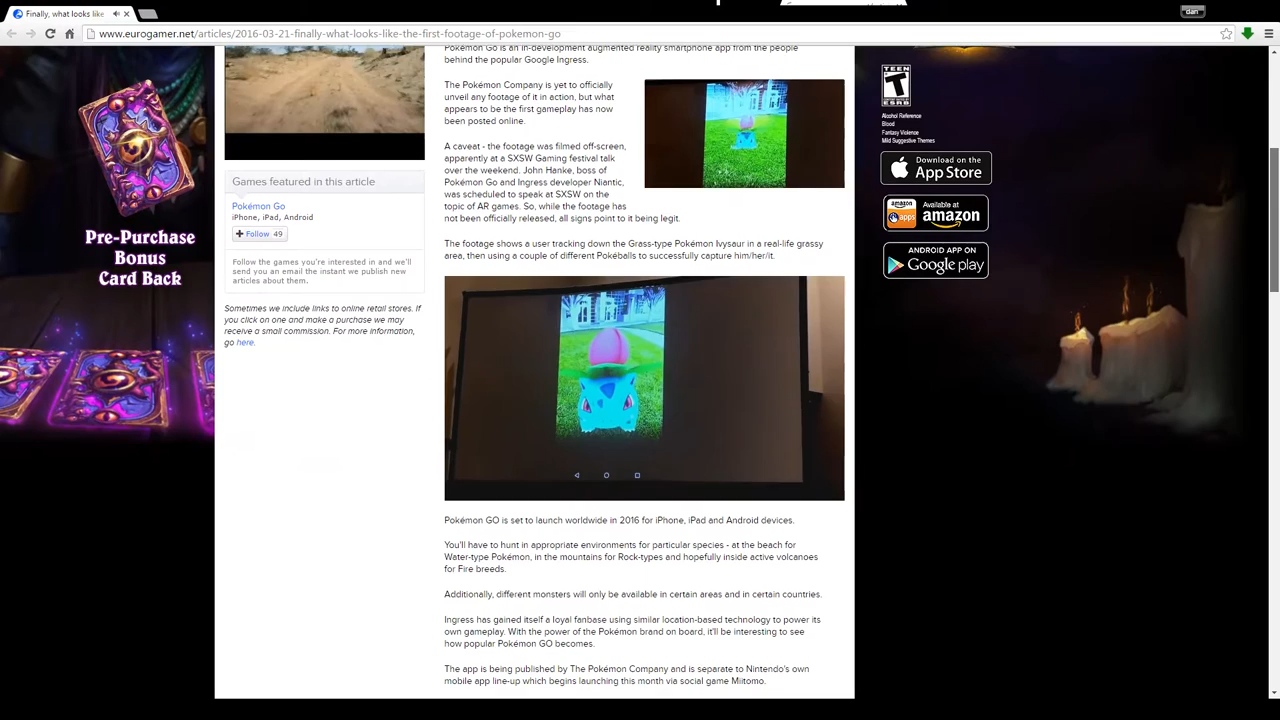 Finally, what looks like
dan
www.eurogamer.net/articles/2016-03-21-finally-what-looks-like-the-first-footage-of-pokemon-go
Pre-Purchase
Bonus
Card Back
Games featured in this article
Pokémon Go
iPhone, iPad, Android
Follow 49
Follow the games you're interested in and we'll
send you an email the instant we publish new
articles about them.
Sometimes we include links to online retail stores. If
you click on one and make a purchase we may
receive a small commission. For more information,
go here.
Pokémon Go is an in-development augmented reality smartphone app from the people
behind the popular Google Ingress.
The Pokémon Company is yet to officially
unveil any footage of it in action, but what
appears to be the first gameplay has now
been posted online.
A caveat - the footage was filmed off-screen,
apparently at a SXSW Gaming festival talk
over the weekend. John Hanke, boss of
Pokémon Go and Ingress developer Niantic,
was scheduled to speak at SXSW on the
topic of AR games. So, while the footage has
not been officially released, all signs point to it being legit.
The footage shows a user tracking down the Grass-type Pokémon Ivysaur in a real-life grassy
area, then using a couple of different Pokéballs to successfully capture him/her/it.
Pokémon GO is set to launch worldwide in 2016 for iPhone, iPad and Android devices.
You'll have to hunt in appropriate environments for particular species - at the beach for
Water-type Pokémon, in the mountains for Rock-types and hopefully inside active volcanoes
for Fire breeds.
Additionally, different monsters will only be available in certain areas and in certain countries.
Ingress has gained itself a loyal fanbase using similar location-based technology to power its
own gameplay. With the power of the Pokémon brand on board, it'll be interesting to see
how popular Pokémon GO becomes.
The app is being published by The Pokémon Company and is separate to Nintendo's own
mobile app line-up which begins launching this month via social game Miitomo.
TEEN
T
ESRB
Alcohol Reference
Blood
Fantasy Violence
Mild Suggestive Themes
Download on the
App Store
amazon
apps
Available at
amazon
ANDROID APP ON
Google play